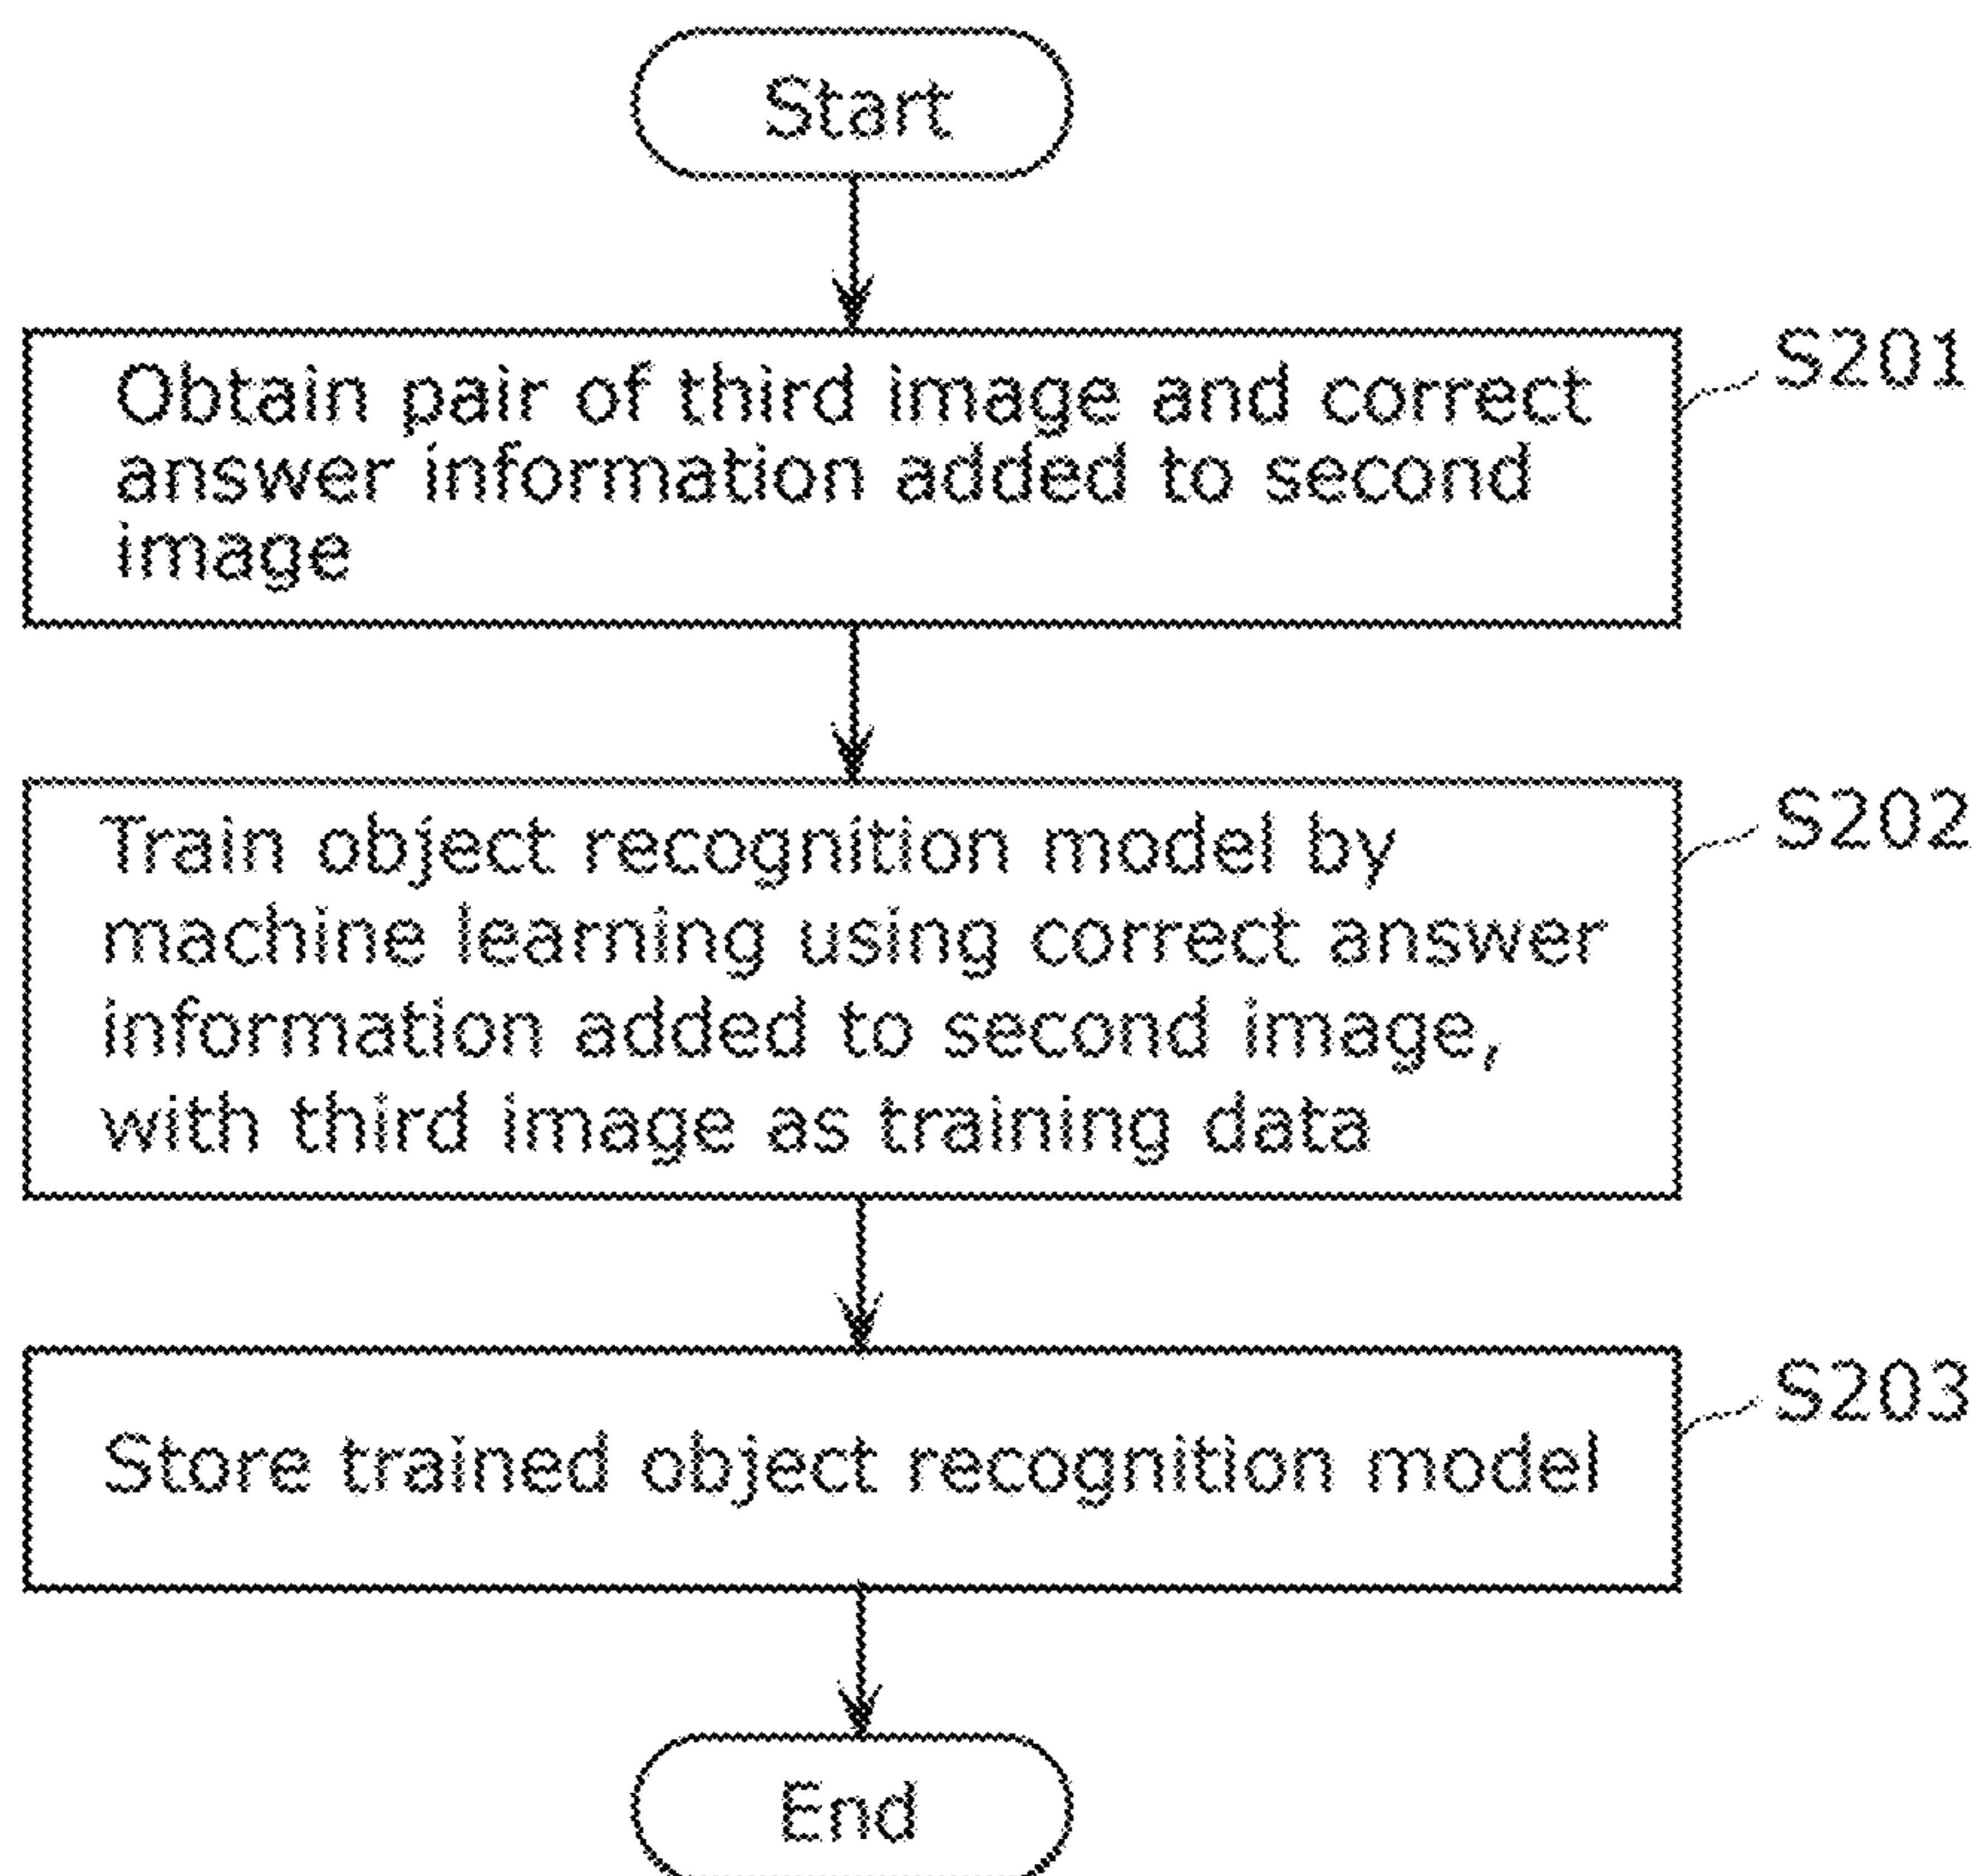 Start
Obtain pair of third image and correct
answer information added to second
image
S201
Train object recognition model by
machine learning using correct answer
information added to second image,
with third image as training data
S202
Store trained object recognition model
S203
End